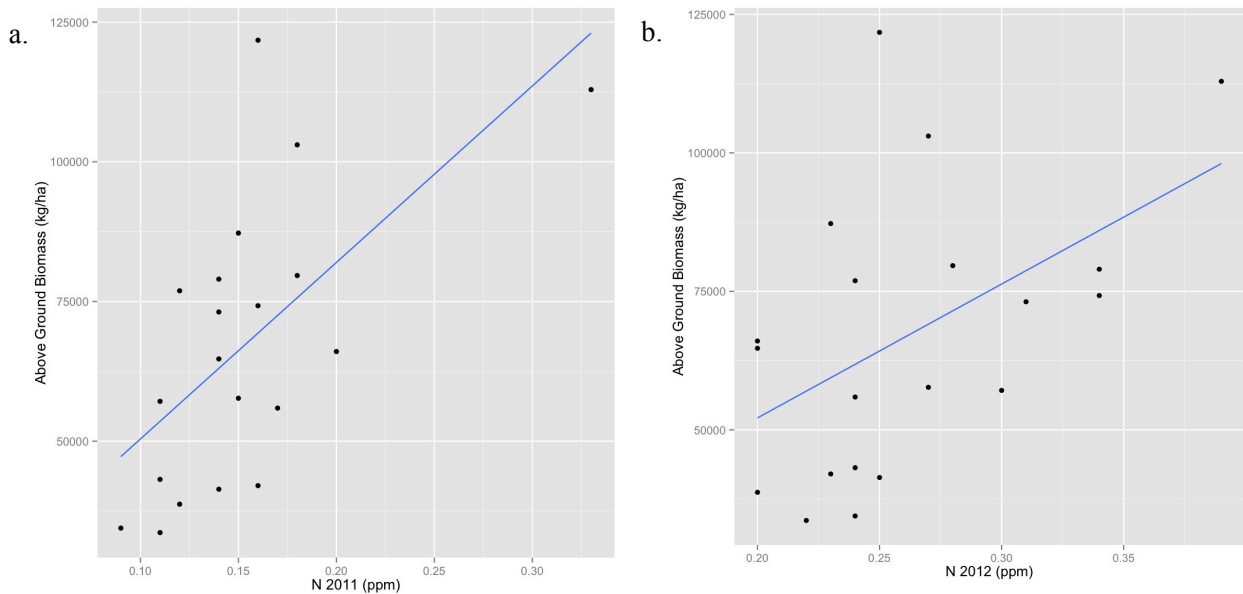 a.
125000
100000
75000
50000
Above Ground Biomass (kg/ha)
0.10 0.15 0.20 0.25 0.30
N 2011 (ppm)
b.
125000
100000
75000
50000
Above Ground Biomass (kg/ha)
0.20 0.25 0.30 0.35
N 2012 (ppm)